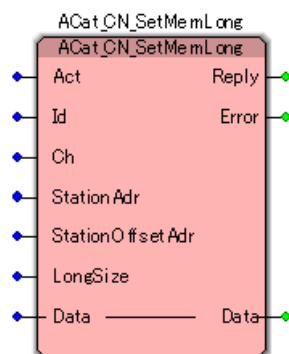 ACat_CN_SetMemLong
ACat_CN_SetMemLong
Act Reply
Id Error
Ch
StationAdr
StationOffsetAdr
LongSize
Data Data